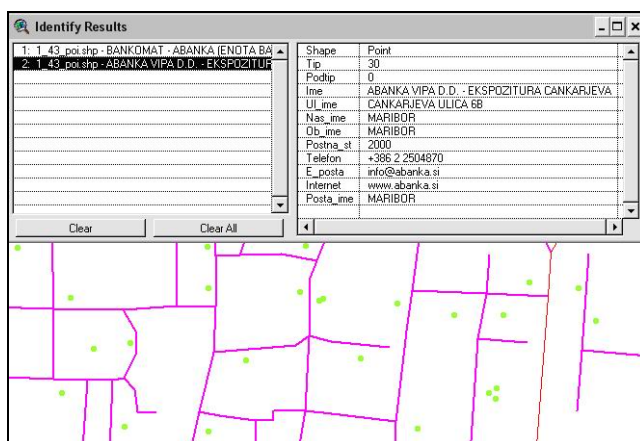 Identify Results
1: 1_43_poi.shp - BANKOMAT - ABANKA (ENOTA BA
2: 1_43_poi.shp - ABANKA VIPA D.D. - EKSPOZITUR
Clear
Clear All
Shape Point
Tip 30
Podtip 0
Ime ABANKA VIPA D.D. - EKSPOZITURA CANKARJEVA
Ul_ime CANKARJEVA ULICA 6B
Nas_ime MARIBOR
Ob_ime MARIBOR
Postna_st 2000
Telefon +386 2 2504870
E_posta info@abanka.si
Internet www.abanka.si
Posta_ime MARIBOR